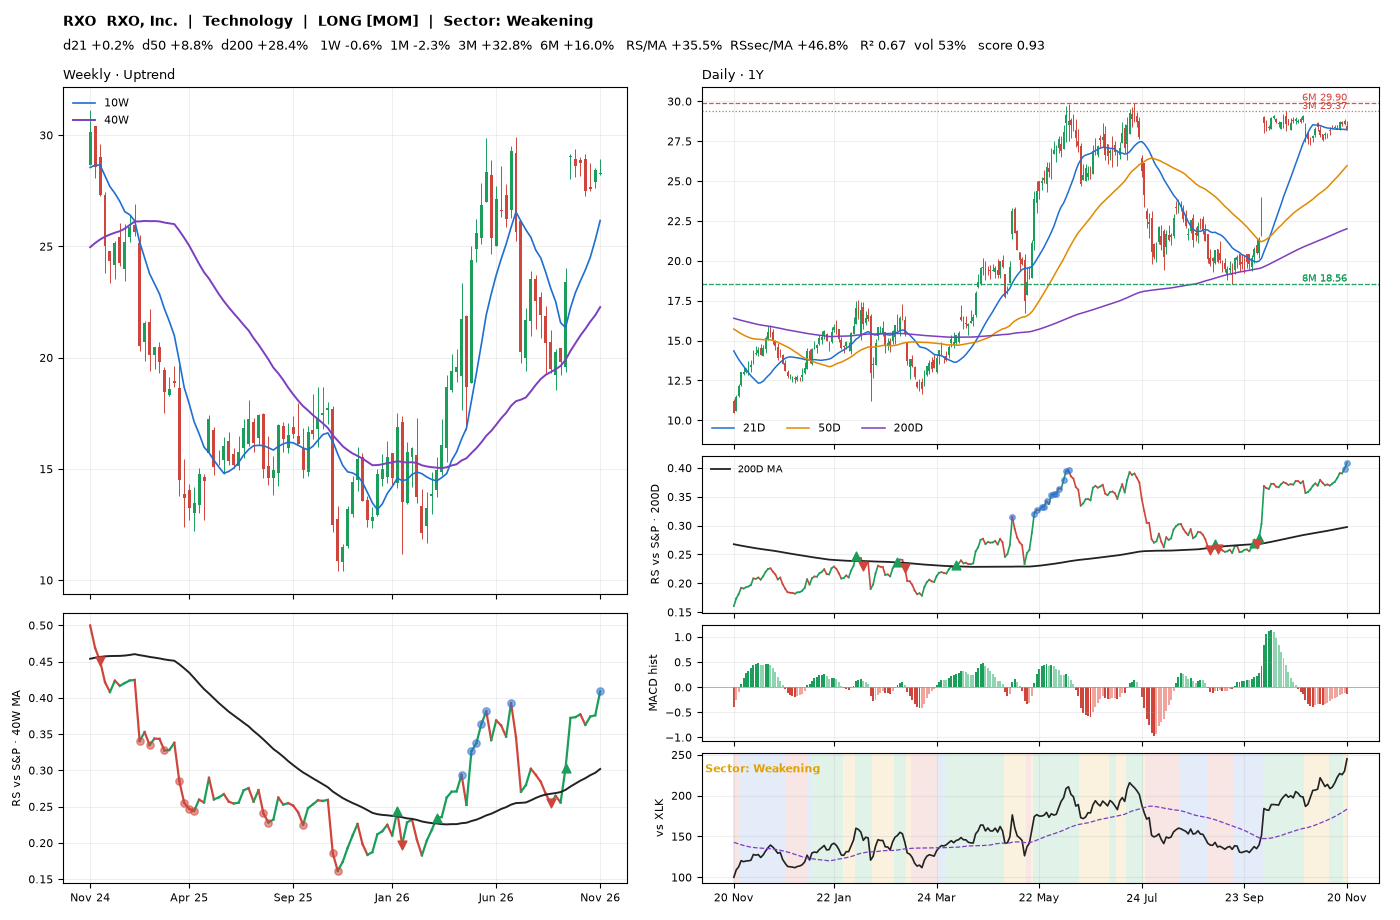 RXO  RXO, Inc.  |  Technology  |  LONG [MOM]  |  Sector: Weakening
d21 +0.2%  d50 +8.8%  d200 +28.4%   1W -0.6%  1M -2.3%  3M +32.8%  6M +16.0%   RS/MA +35.5%  RSsec/MA +46.8%   R² 0.67  vol 53%   score 0.93
Weekly · Uptrend
10W
40W
30
25
20
15
10
Daily · 1Y
6M 29.90
3M 29.37
6M 18.56
30.0
27.5
25.0
22.5
20.0
17.5
15.0
12.5
10.0
21D
50D
200D
RS vs S&P · 40W MA
0.50
0.45
0.40
0.35
0.30
0.25
0.20
0.15
Nov 24
Apr 25
Sep 25
Jan 26
Jun 26
Nov 26
RS vs S&P · 200D
200D MA
0.40
0.35
0.30
0.25
0.20
0.15
MACD hist
1.0
0.5
0.0
−0.5
−1.0
vs XLK
Sector: Weakening
250
200
150
100
20 Nov
22 Jan
24 Mar
22 May
24 Jul
23 Sep
20 Nov